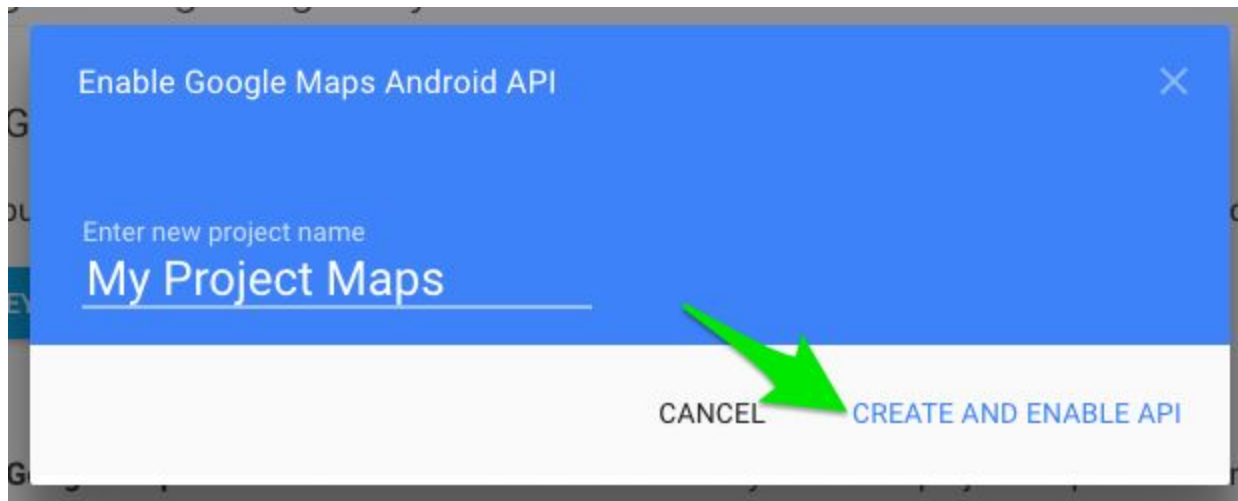 Enable Google Maps Android API
Enter new project name
My Project Maps
CANCEL CREATE AND ENABLE API